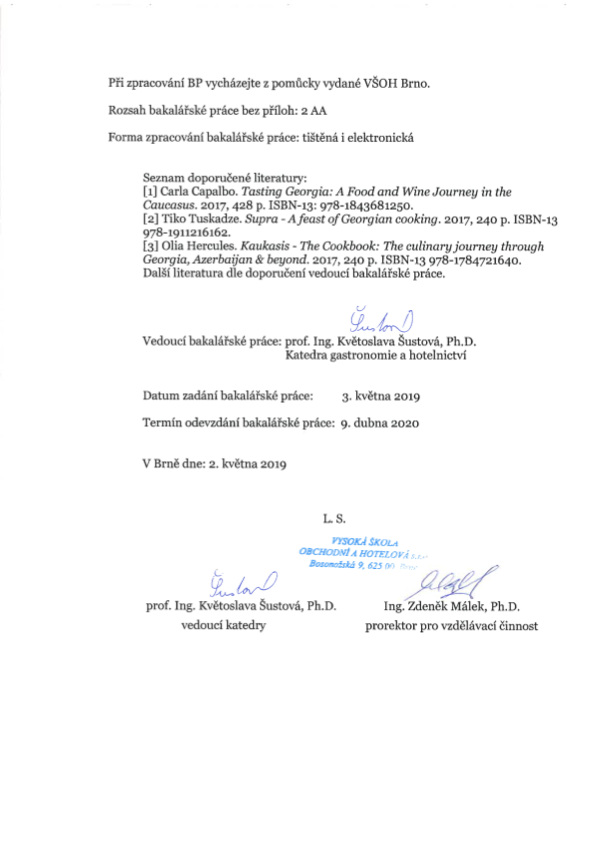 Při zpracování BP vycházejte z pomůcky vydané VŠOH Brno.
Rozsah bakalářské práce bez příloh: 2 AA
Forma zpracování bakalářské práce: tištěná i elektronická
Seznam doporučené literatury:
[1] Carla Capalbo. Tasting Georgia: A Food and Wine Journey in the
Caucasus. 2017, 428 p. ISBN-13: 978-1843681250.
[2] Tiko Tuskadze. Supra - A feast of Georgian cooking. 2017, 240 p. ISBN-13
978-1911216162.
[3] Olia Hercules. Kaukasis - The Cookbook: The culinary journey through
Georgia, Azerbaijan & beyond. 2017, 240 p. ISBN-13 978-1784721640.
Další literatura dle doporučení vedoucí bakalářské práce.
Šustová
Vedoucí bakalářské práce: prof. Ing. Květoslava Šustová, Ph.D.
Katedra gastronomie a hotelnictví
Datum zadání bakalářské práce: 3. května 2019
Termín odevzdání bakalářské práce: 9. dubna 2020
V Brně dne: 2. května 2019
L. S.
VYSOKÁ ŠKOLA
OBCHODNÍ A HOTELOVÁ s.r.o.
Bosonožská 9, 625 00 Brno
Šustová
prof. Ing. Květoslava Šustová, Ph.D. Ing. Zdeněk Málek, Ph.D.
vedoucí katedry prorektor pro vzdělávací činnost